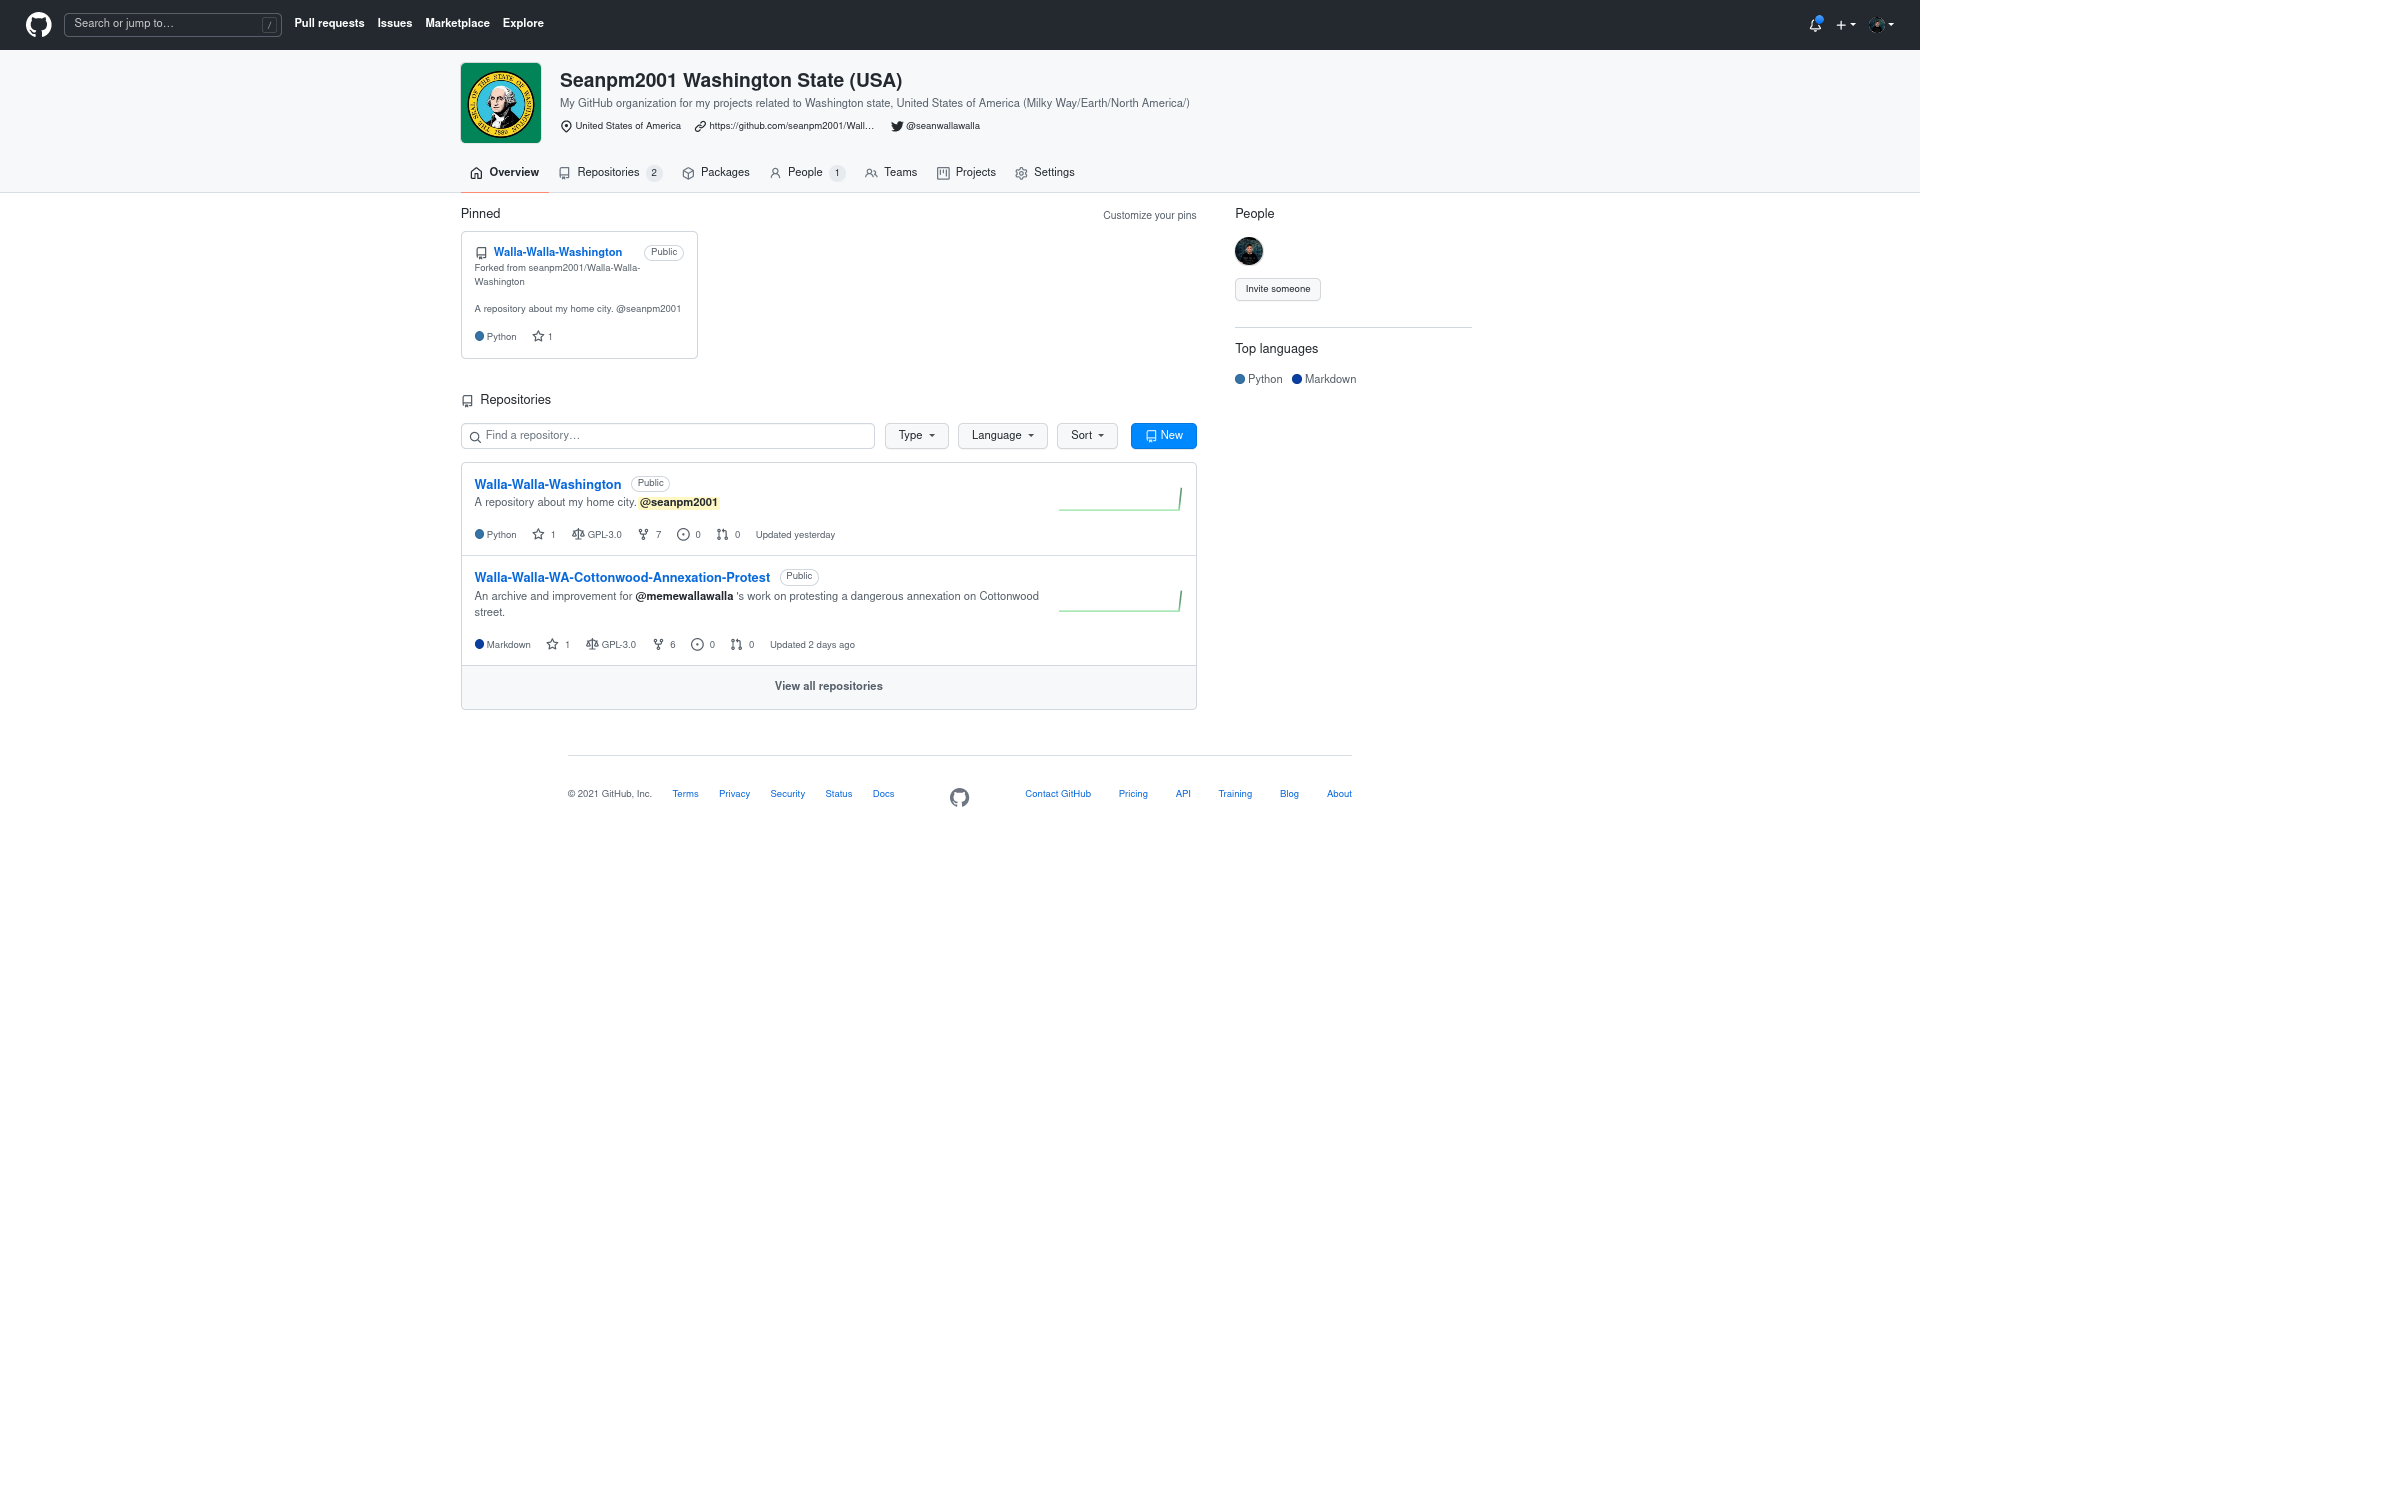 Search or jump to… /
Pull requests Issues Marketplace Explore
Seanpm2001 Washington State (USA)
My GitHub organization for my projects related to Washington state, United States of America (Milky Way/Earth/North America/)
United States of America https://github.com/seanpm2001/Wall… @seanwallawalla
Overview Repositories 2 Packages People 1 Teams Projects Settings
Pinned
Customize your pins
Walla-Walla-Washington Public
Forked from seanpm2001/Walla-Walla-
Washington
A repository about my home city. @seanpm2001
Python 1
Repositories
Find a repository…
Type Language Sort New
Walla-Walla-Washington Public
A repository about my home city. @seanpm2001
Python 1 GPL-3.0 7 0 0 Updated yesterday
Walla-Walla-WA-Cottonwood-Annexation-Protest Public
An archive and improvement for @memewallawalla 's work on protesting a dangerous annexation on Cottonwood
street.
Markdown 1 GPL-3.0 6 0 0 Updated 2 days ago
View all repositories
People
Invite someone
Top languages
Python Markdown
© 2021 GitHub, Inc. Terms Privacy Security Status Docs Contact GitHub Pricing API Training Blog About